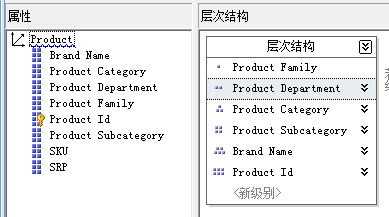 属性
Product
Brand Name
Product Category
Product Department
Product Family
Product Id
Product Subcategory
SKU
SRP
层次结构
层次结构
Product Family
Product Department
Product Category
Product Subcategory
Brand Name
Product Id
<新级别>